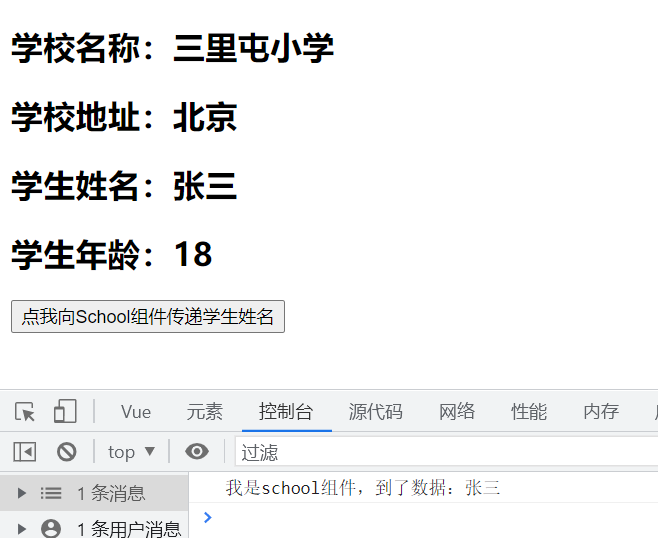 学校名称：三里屯小学
学校地址：北京
学生姓名：张三
学生年龄：18
点我向School组件传递学生姓名
Vue 元素 控制台 源代码 网络 性能 内存
top 过滤
1 条消息
我是school组件，到了数据：张三
1 条用户消息